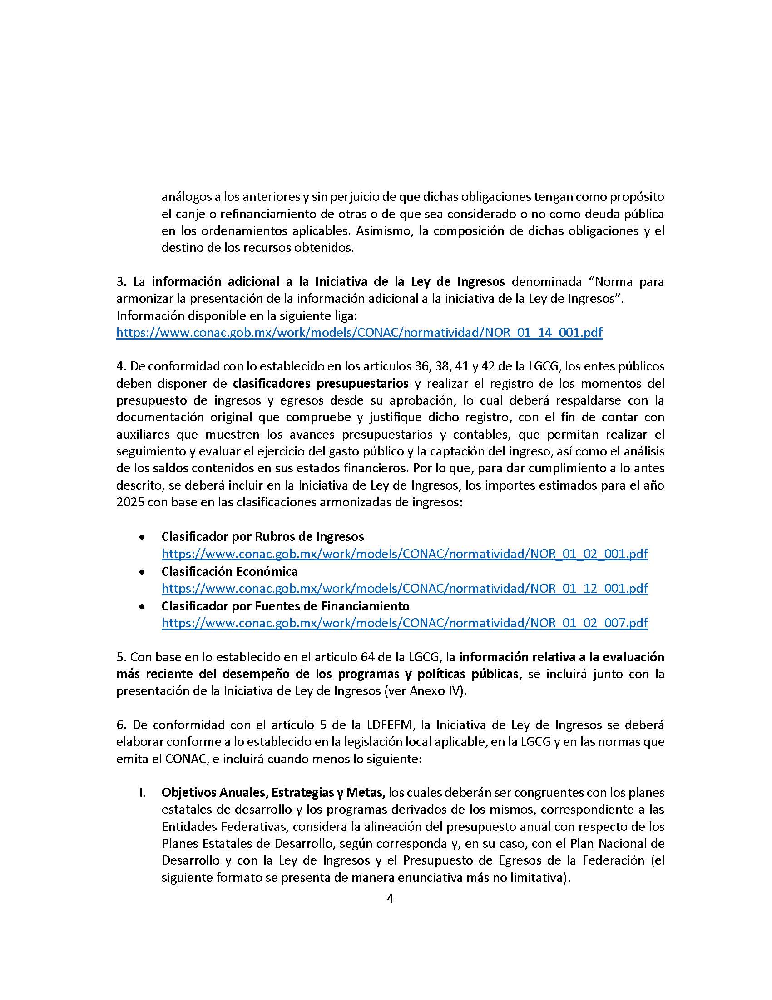 análogos a los anteriores y sin perjuicio de que dichas obligaciones tengan como propósito
el canje o refinanciamiento de otras o de que sea considerado o no como deuda pública
en los ordenamientos aplicables. Asimismo, la composición de dichas obligaciones y el
destino de los recursos obtenidos.
3. La información adicional a la Iniciativa de la Ley de Ingresos denominada “Norma para
armonizar la presentación de la información adicional a la iniciativa de la Ley de Ingresos”.
Información disponible en la siguiente liga:
https://www.conac.gob.mx/work/models/CONAC/normatividad/NOR_01_14_001.pdf
4. De conformidad con lo establecido en los artículos 36, 38, 41 y 42 de la LGCG, los entes públicos
deben disponer de clasificadores presupuestarios y realizar el registro de los momentos del
presupuesto de ingresos y egresos desde su aprobación, lo cual deberá respaldarse con la
documentación original que compruebe y justifique dicho registro, con el fin de contar con
auxiliares que muestren los avances presupuestarios y contables, que permitan realizar el
seguimiento y evaluar el ejercicio del gasto público y la captación del ingreso, así como el análisis
de los saldos contenidos en sus estados financieros. Por lo que, para dar cumplimiento a lo antes
descrito, se deberá incluir en la Iniciativa de Ley de Ingresos, los importes estimados para el año
2025 con base en las clasificaciones armonizadas de ingresos:
• Clasificador por Rubros de Ingresos
https://www.conac.gob.mx/work/models/CONAC/normatividad/NOR_01_02_001.pdf
• Clasificación Económica
https://www.conac.gob.mx/work/models/CONAC/normatividad/NOR_01_12_001.pdf
• Clasificador por Fuentes de Financiamiento
https://www.conac.gob.mx/work/models/CONAC/normatividad/NOR_01_02_007.pdf
5. Con base en lo establecido en el artículo 64 de la LGCG, la información relativa a la evaluación
más reciente del desempeño de los programas y políticas públicas, se incluirá junto con la
presentación de la Iniciativa de Ley de Ingresos (ver Anexo IV).
6. De conformidad con el artículo 5 de la LDFEFM, la Iniciativa de Ley de Ingresos se deberá
elaborar conforme a lo establecido en la legislación local aplicable, en la LGCG y en las normas que
emita el CONAC, e incluirá cuando menos lo siguiente:
I. Objetivos Anuales, Estrategias y Metas, los cuales deberán ser congruentes con los planes
estatales de desarrollo y los programas derivados de los mismos, correspondiente a las
Entidades Federativas, considera la alineación del presupuesto anual con respecto de los
Planes Estatales de Desarrollo, según corresponda y, en su caso, con el Plan Nacional de
Desarrollo y con la Ley de Ingresos y el Presupuesto de Egresos de la Federación (el
siguiente formato se presenta de manera enunciativa más no limitativa).
4